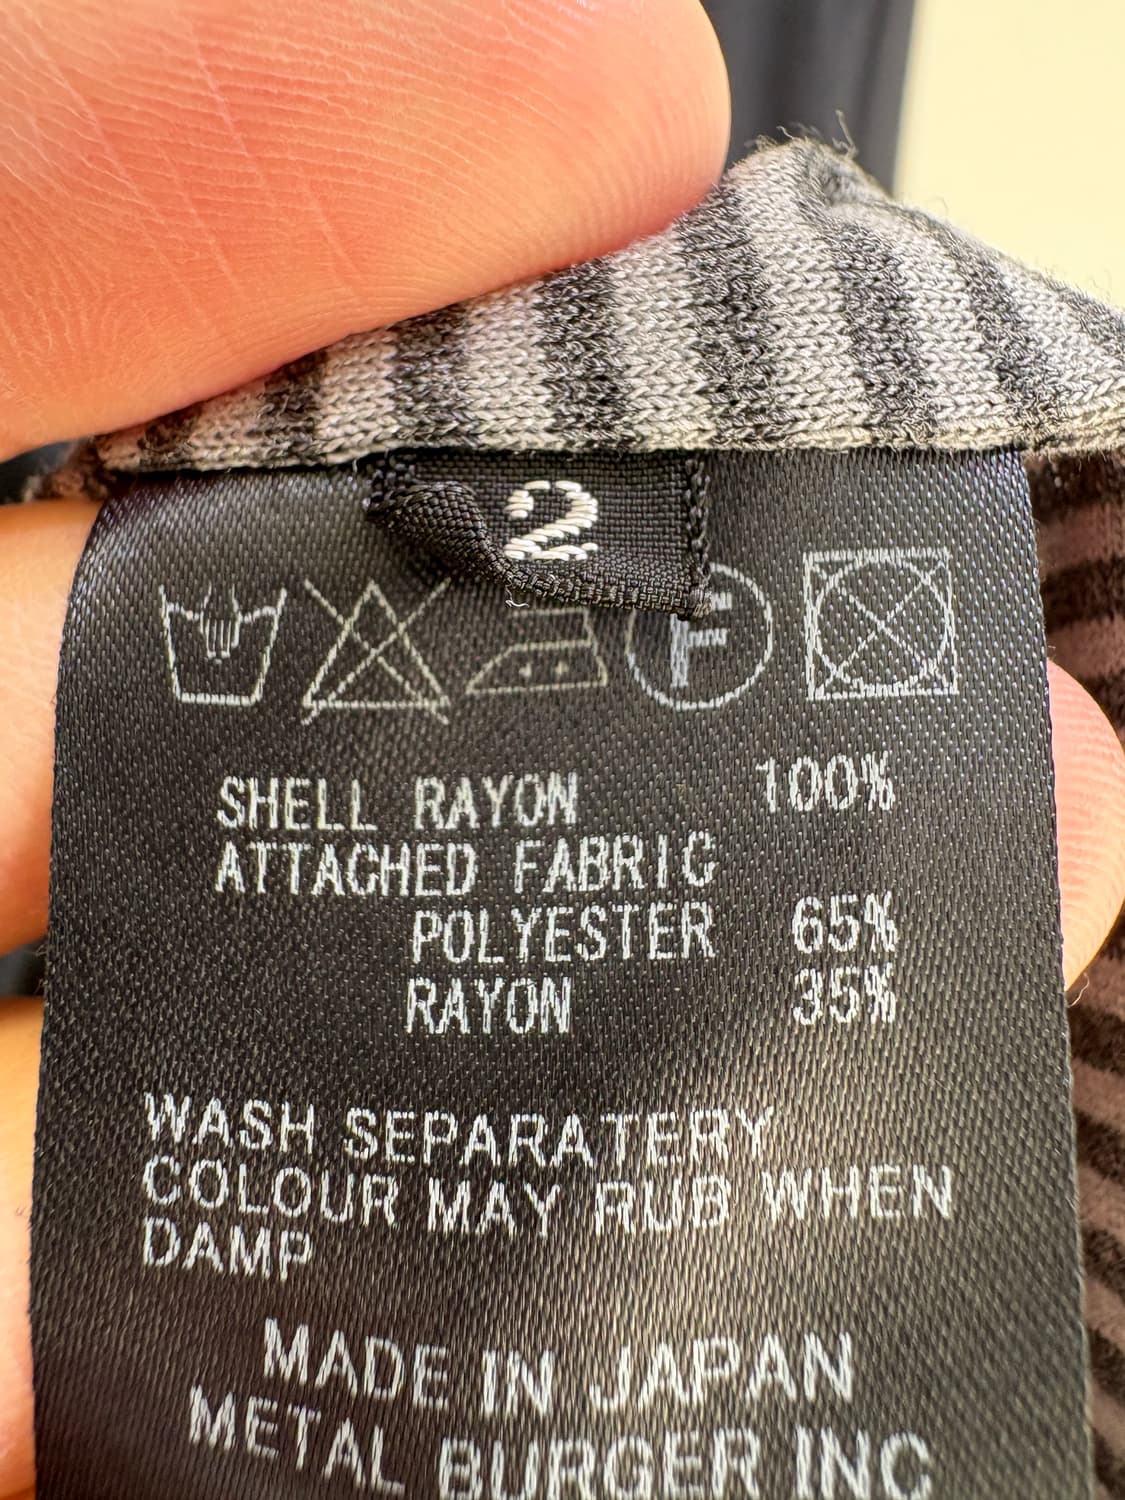 2
F
SHELL RAYON 100%
ATTACHED FABRIC
POLYESTER 65%
RAYON 35%
WASH SEPARATERY
COLOUR MAY RUB WHEN
DAMP
MADE IN JAPAN
METAL BURGER INC